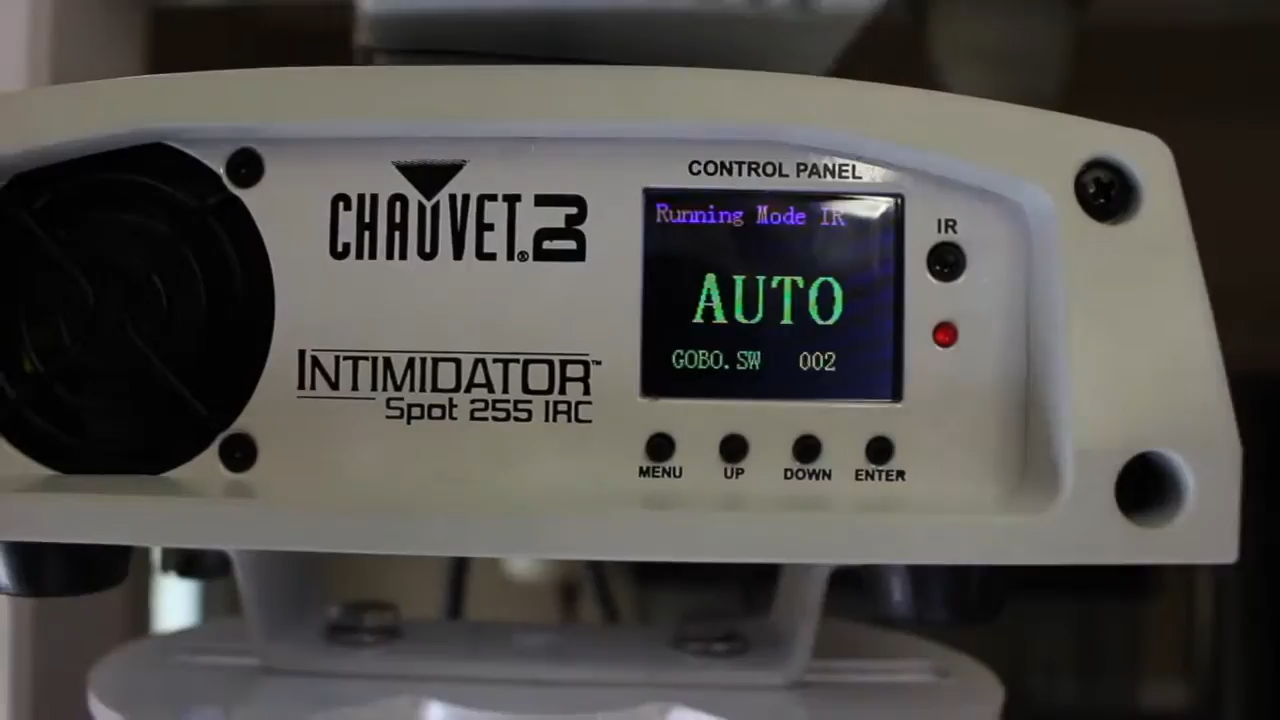 CONTROL PANEL
CHAUVET® DJ
Running Mode IR
IR
AUTO
INTIMIDATOR™
Spot 255 IRC
GOBO.SW 002
MENU UP DOWN ENTER